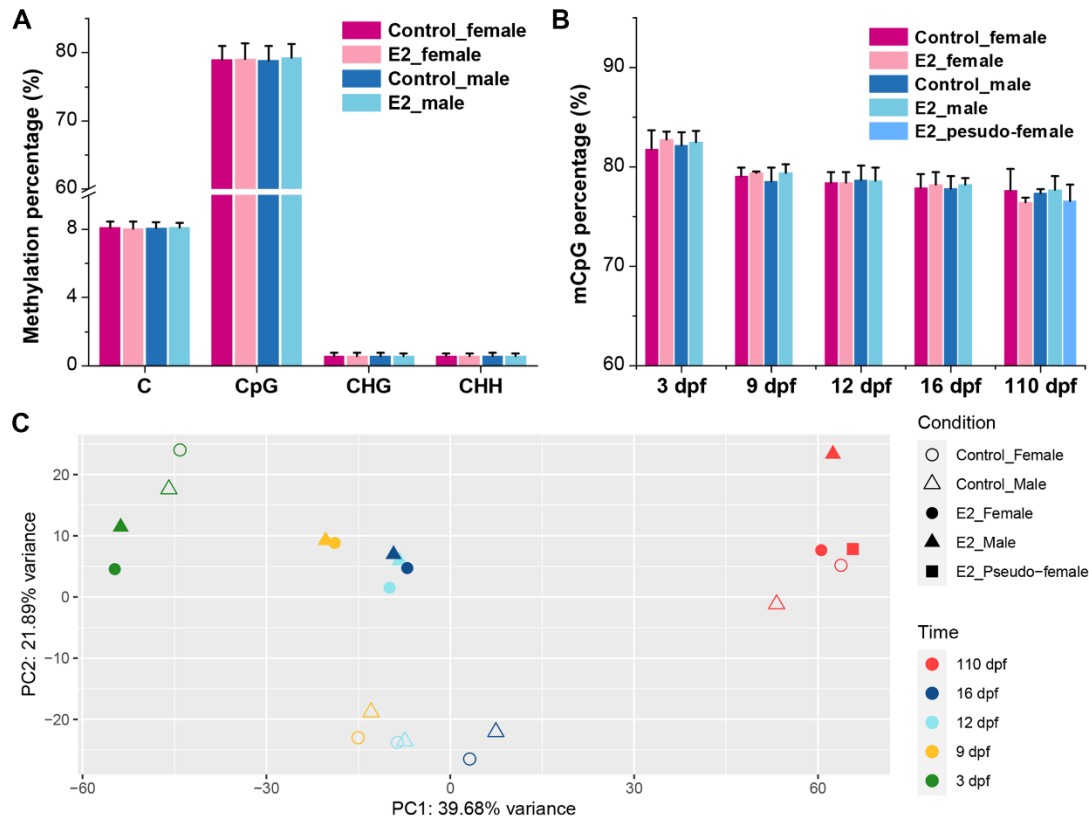 A
Control_female
E2_female
Control_male
E2_male
Methylation percentage (%)
80
70
60
8
4
0
C
CpG
CHG
CHH
B
Control_female
E2_female
Control_male
E2_male
E2_pesudo-female
mCpG percentage (%)
90
80
70
60
3 dpf
9 dpf
12 dpf
16 dpf
110 dpf
C
PC2: 21.89% variance
20
10
0
−10
−20
−60
−30
0
30
60
PC1: 39.68% variance
Condition
Control_Female
Control_Male
E2_Female
E2_Male
E2_Pseudo-female
Time
110 dpf
16 dpf
12 dpf
9 dpf
3 dpf